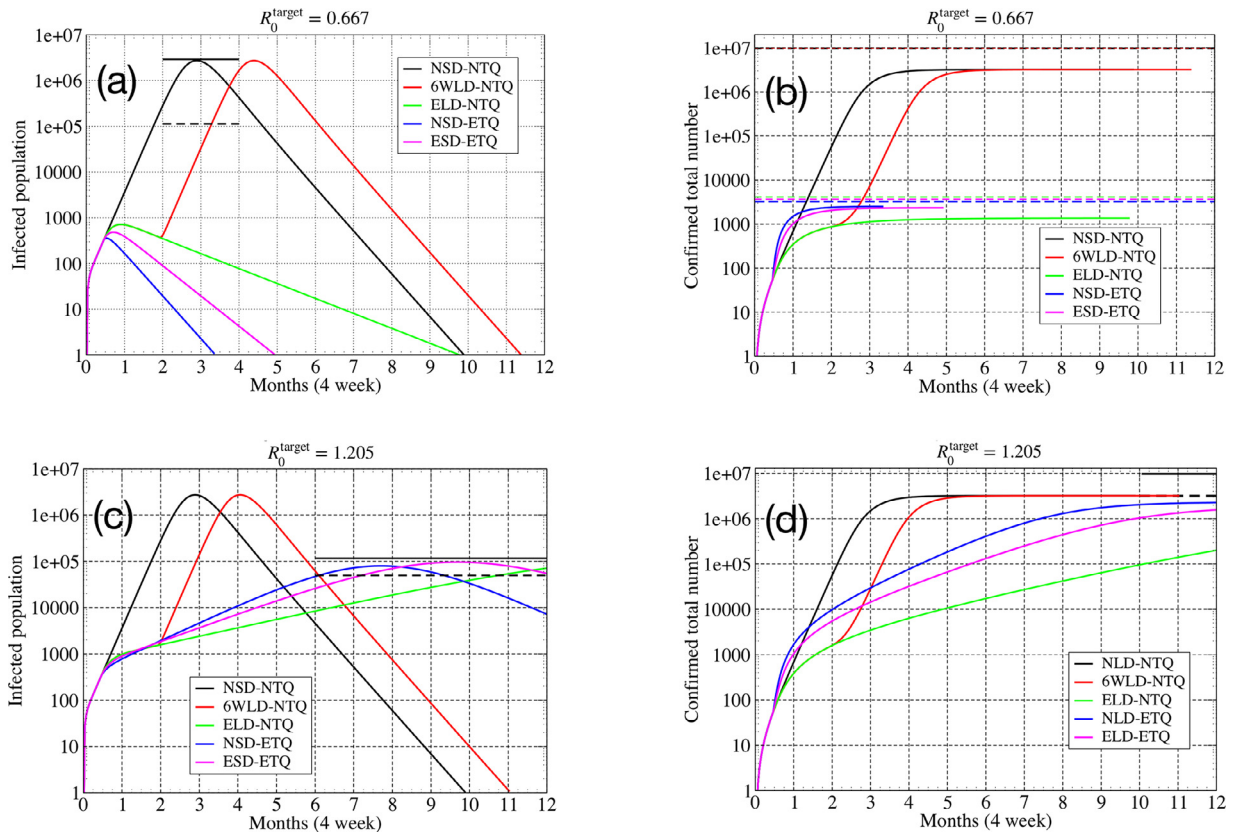 R₀^target = 0.667
1e+07
1e+06
1e+05
10000
1000
100
10
1
Infected population
(a)
NSD-NTQ
6WLD-NTQ
ELD-NTQ
NSD-ETQ
ESD-ETQ
0 1 2 3 4 5 6 7 8 9 10 11 12
Months (4 week)
R₀^target = 0.667
1e+07
1e+06
1e+05
10000
1000
100
10
1
Confirmed total number
(b)
NSD-NTQ
6WLD-NTQ
ELD-NTQ
NSD-ETQ
ESD-ETQ
0 1 2 3 4 5 6 7 8 9 10 11 12
Months (4 week)
R₀^target = 1.205
1e+07
1e+06
1e+05
10000
1000
100
10
1
Infected population
(c)
NSD-NTQ
6WLD-NTQ
ELD-NTQ
NSD-ETQ
ESD-ETQ
0 1 2 3 4 5 6 7 8 9 10 11 12
Months (4 week)
R₀^target = 1.205
1e+07
1e+06
1e+05
10000
1000
100
10
1
Confirmed total number
(d)
NLD-NTQ
6WLD-NTQ
ELD-NTQ
NLD-ETQ
ELD-ETQ
0 1 2 3 4 5 6 7 8 9 10 11 12
Months (4 week)